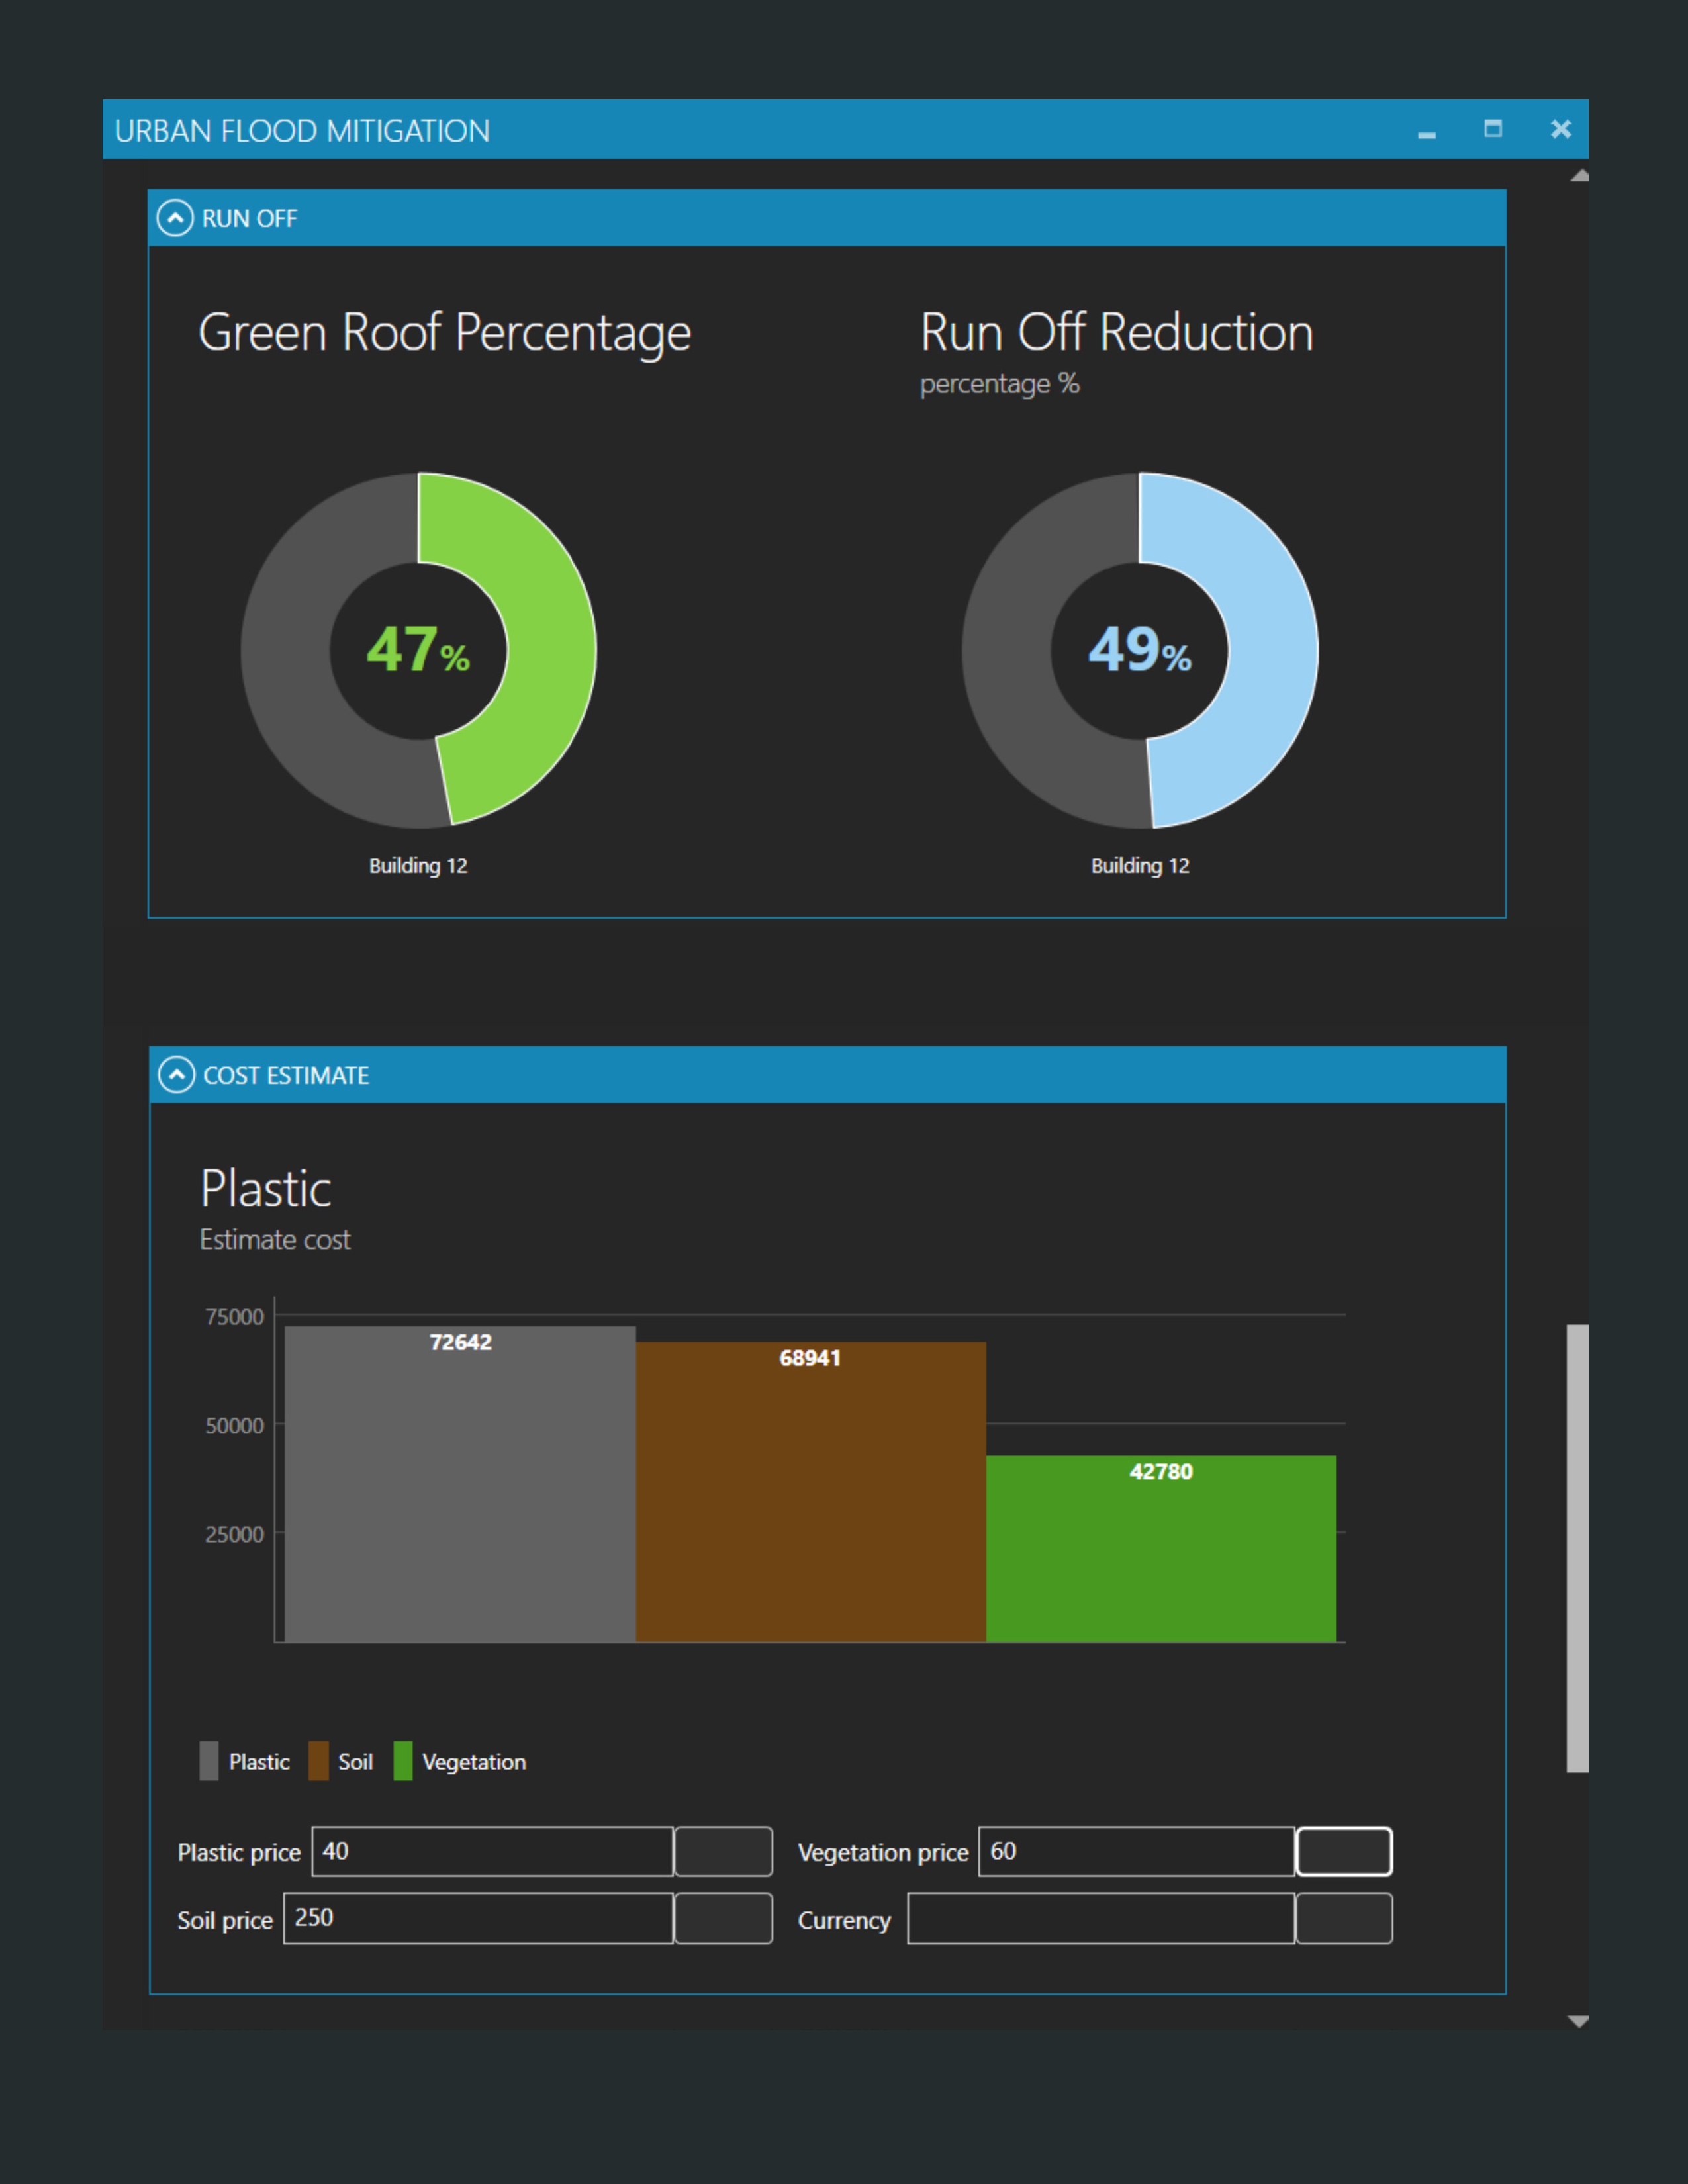 URBAN FLOOD MITIGATION
RUN OFF
Green Roof Percentage
Run Off Reduction
percentage %
47%
49%
Building 12
Building 12
COST ESTIMATE
Plastic
Estimate cost
75000
72642
68941
50000
42780
25000
Plastic Soil Vegetation
Plastic price 40 Vegetation price 60
Soil price 250 Currency